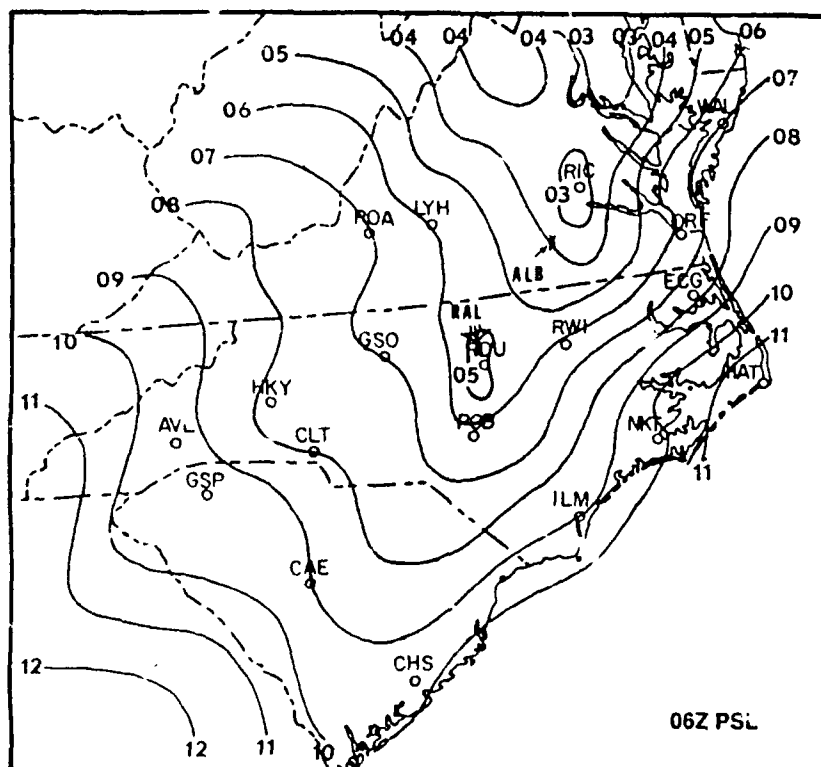 04 04 04 03 03 04 05 06
05
07
06
08
07
WAL
08
RIC
03
09
LYH
ROA
ORF
09
ALB
ECG
10
RAL
10
11
GSO
RDU
RWI
HAT
05
11
HKY
AVL
CLT
POB
NKT
11
GSP
ILM
CAE
12
CHS
06Z PSL
12 11 10